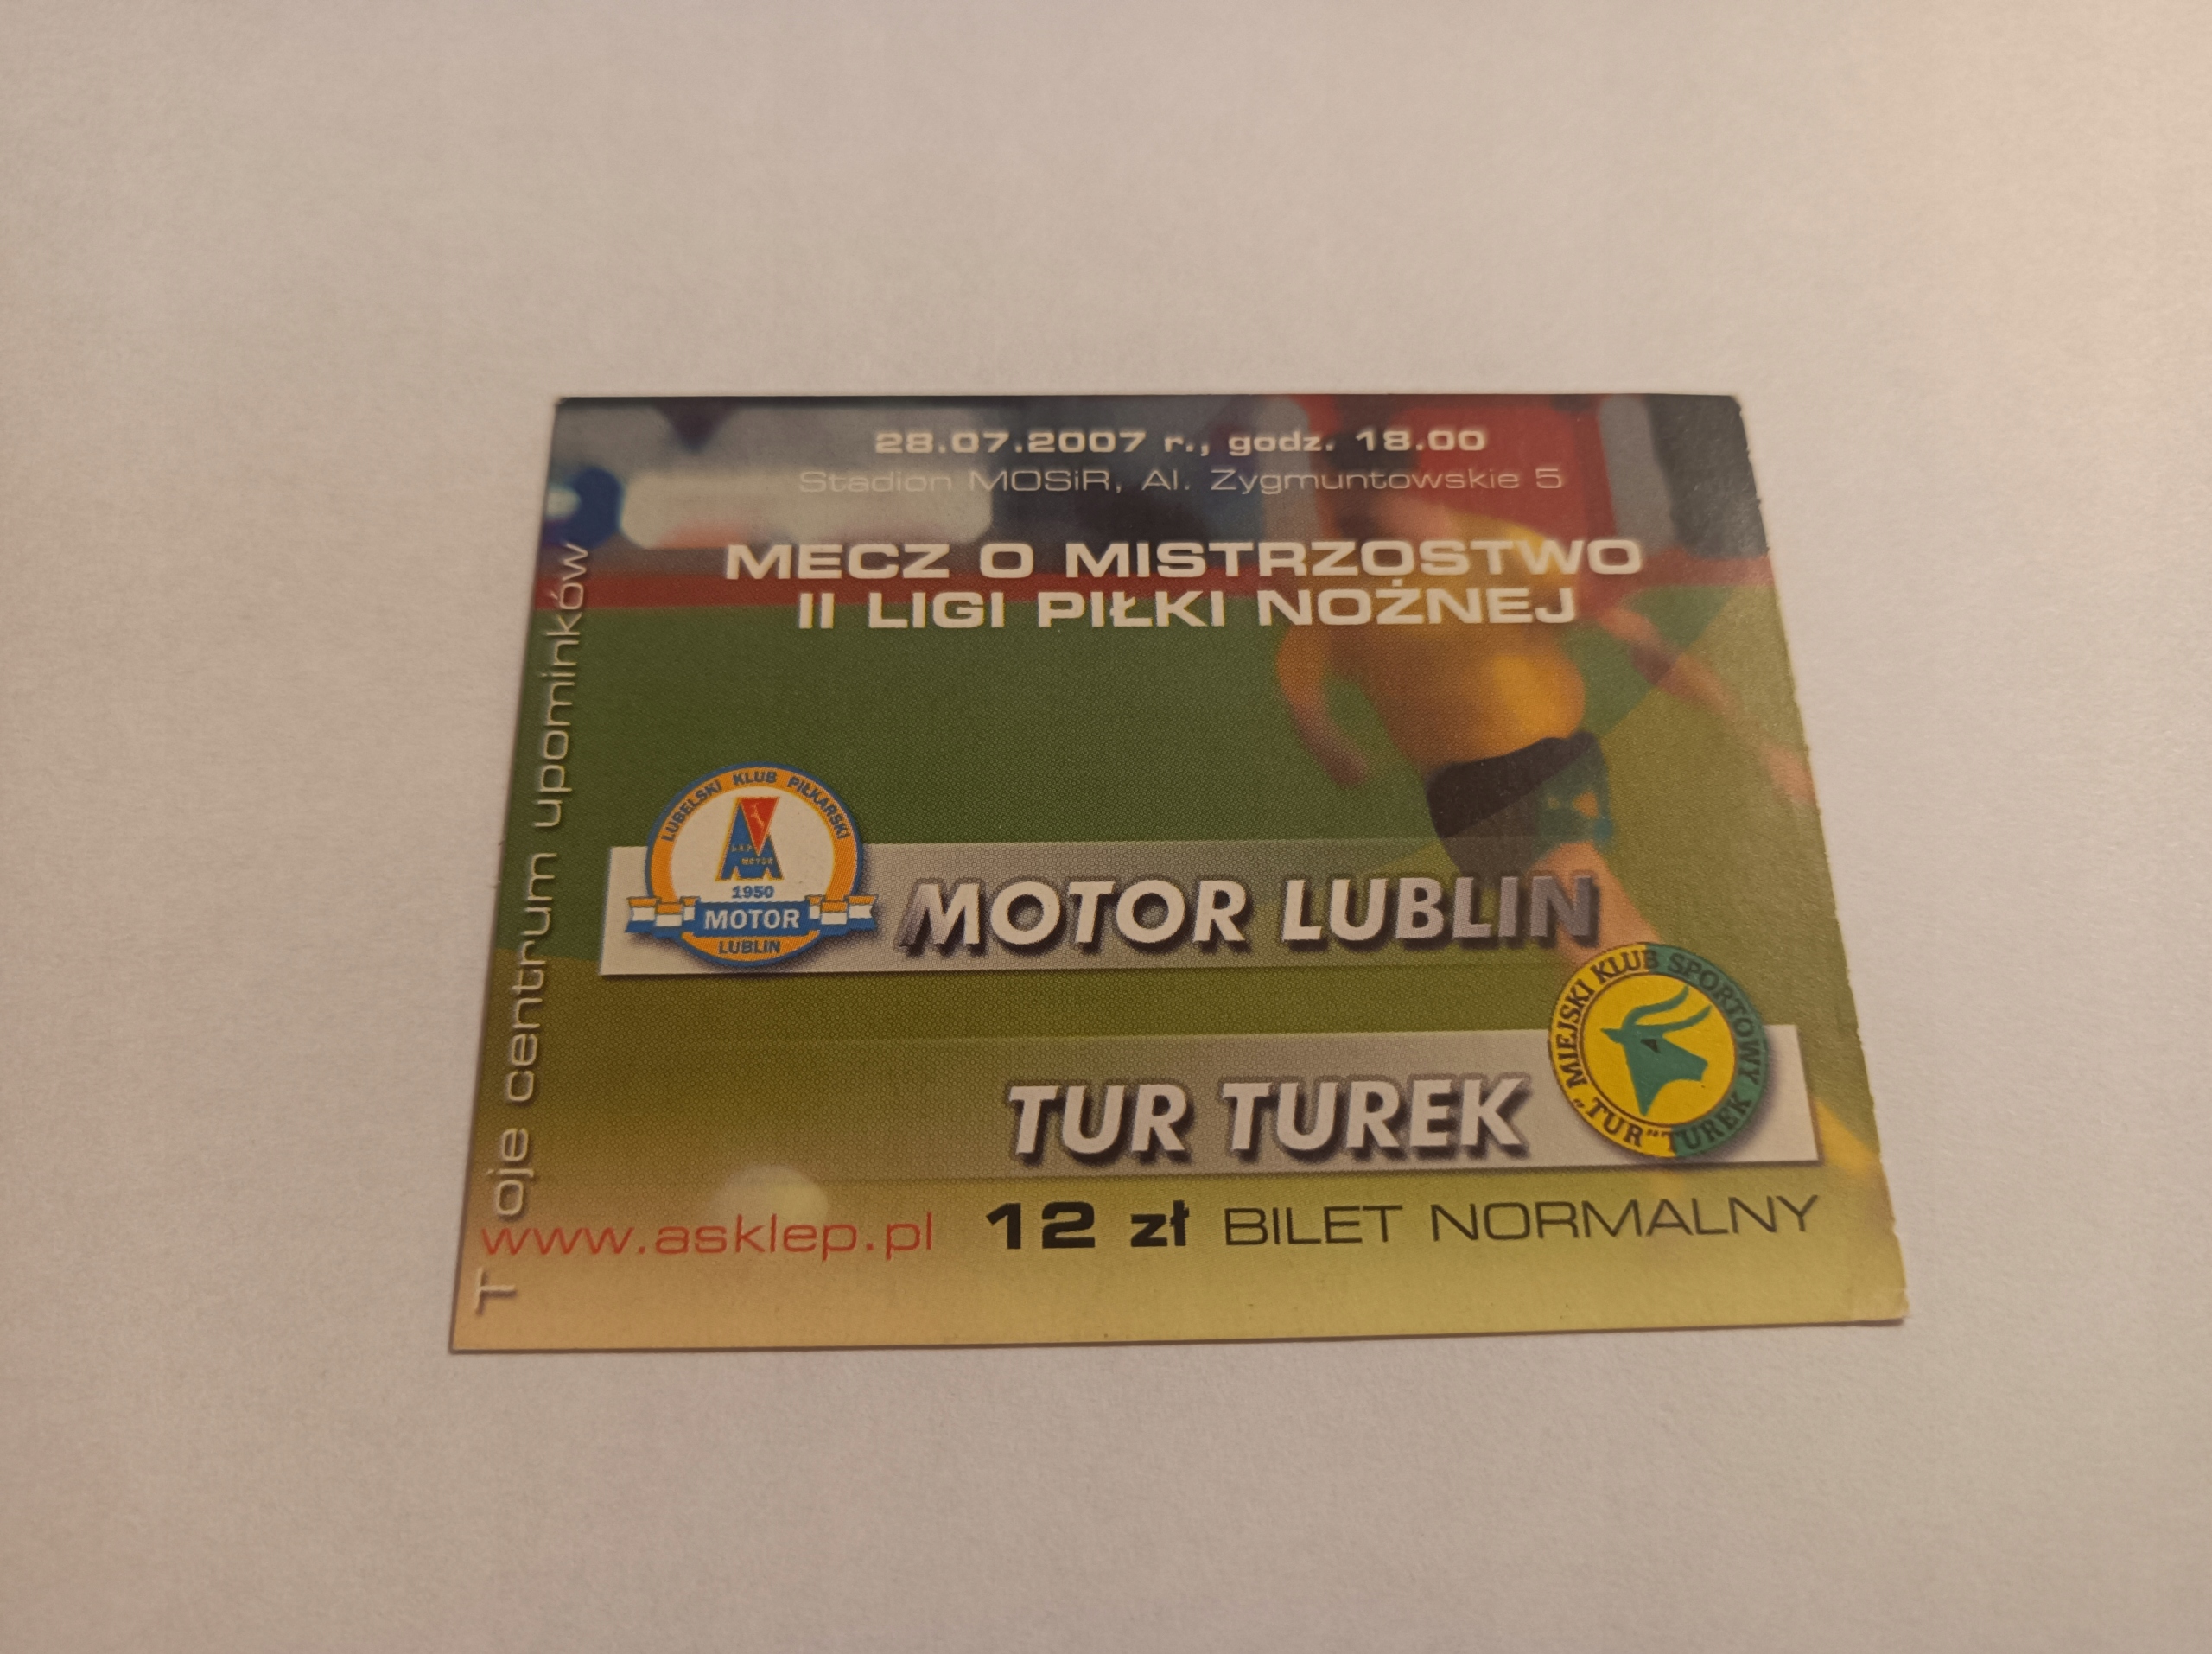 28.07.2007 r., godz. 18.00
Stadion MOSiR, Al. Zygmuntowskie 5
MECZ O MISTRZOSTWO
II LIGI PIŁKI NOŻNEJ
LUBELSKI KLUB PIŁKARSKI
L.K.P.
MOTOR
1950
MOTOR
LUBLIN
MOTOR LUBLIN
TUR TUREK
MIEJSKI KLUB SPORTOWY
"TUR" TUREK
T oje centrum upominków
www.asklep.pl
12 zł BILET NORMALNY